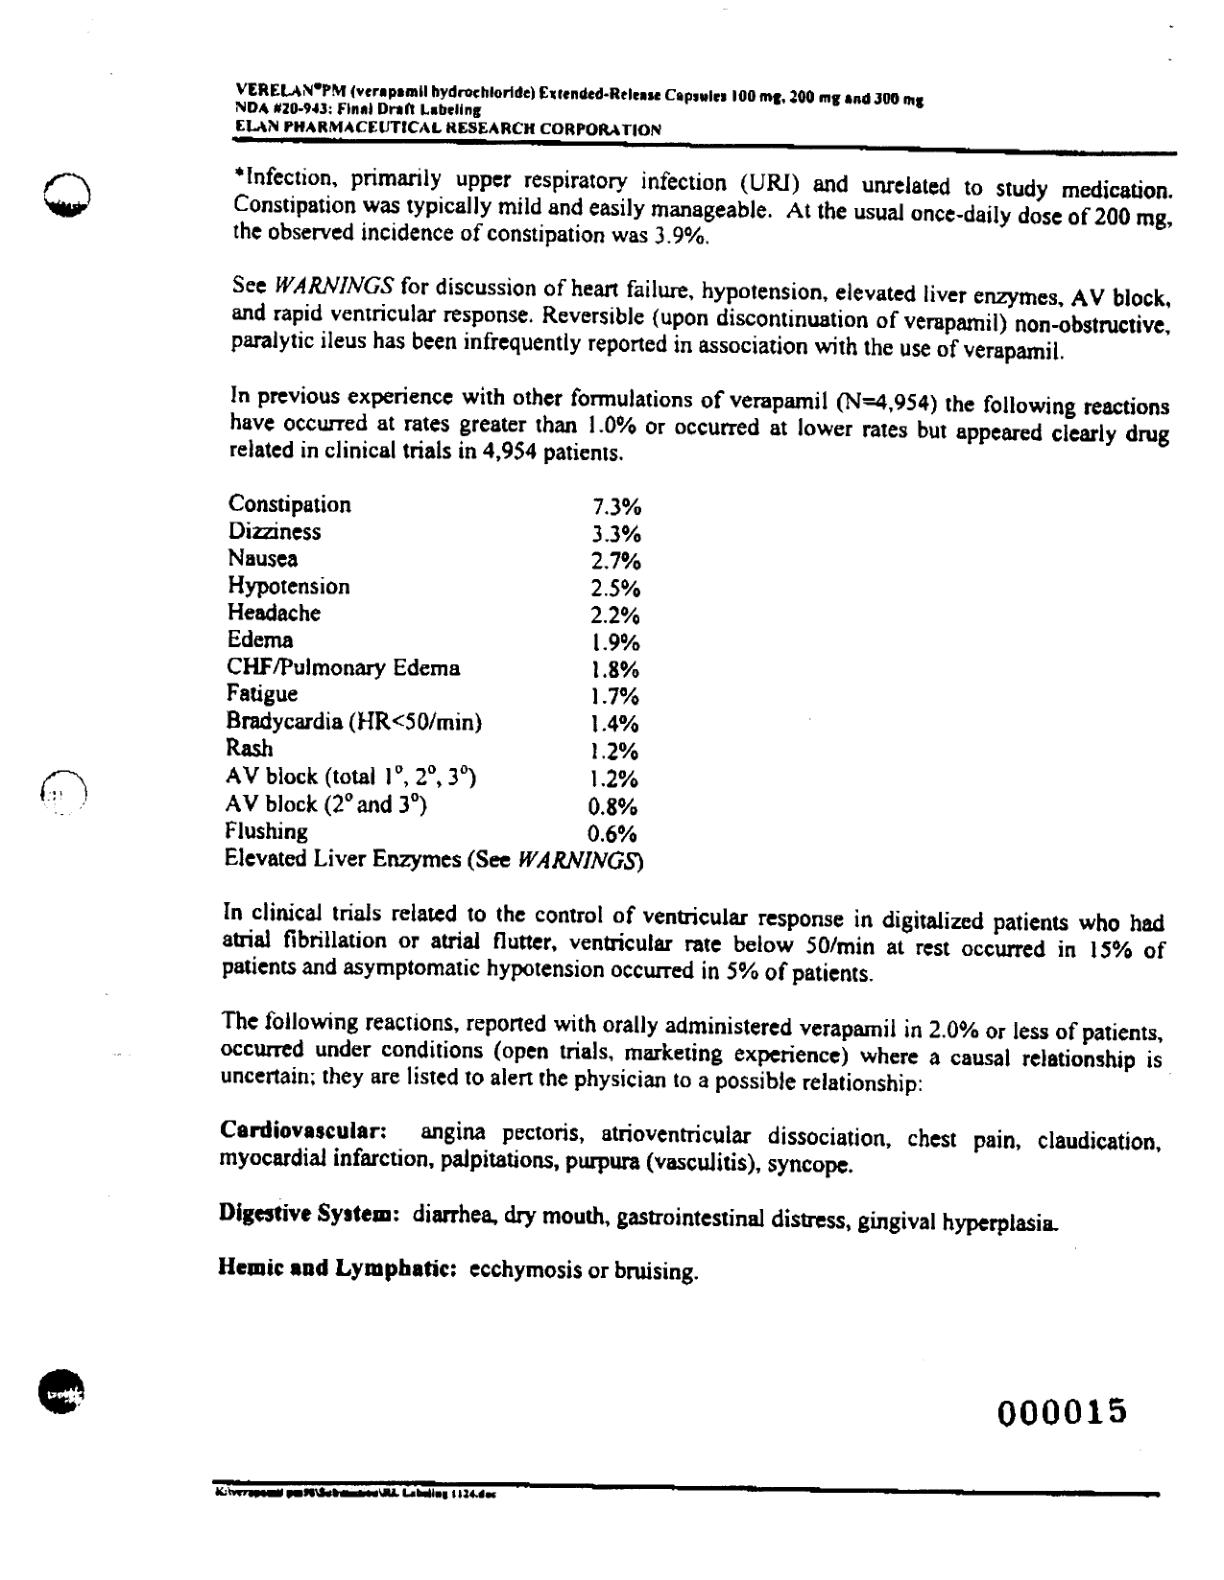 VERELAN®PM (verapamil hydrochloride) Extended-Release Capsules 100 mg, 200 mg and 300 mg
NDA #20-943: Final Draft Labeling
ELAN PHARMACEUTICAL RESEARCH CORPORATION
*Infection, primarily upper respiratory infection (URI) and unrelated to study medication.
Constipation was typically mild and easily manageable. At the usual once-daily dose of 200 mg,
the observed incidence of constipation was 3.9%.
See WARNINGS for discussion of heart failure, hypotension, elevated liver enzymes, AV block,
and rapid ventricular response. Reversible (upon discontinuation of verapamil) non-obstructive,
paralytic ileus has been infrequently reported in association with the use of verapamil.
In previous experience with other formulations of verapamil (N=4,954) the following reactions
have occurred at rates greater than 1.0% or occurred at lower rates but appeared clearly drug
related in clinical trials in 4,954 patients.
Constipation 7.3%
Dizziness 3.3%
Nausea 2.7%
Hypotension 2.5%
Headache 2.2%
Edema 1.9%
CHF/Pulmonary Edema 1.8%
Fatigue 1.7%
Bradycardia (HR<50/min) 1.4%
Rash 1.2%
AV block (total 1º, 2º, 3º) 1.2%
AV block (2º and 3º) 0.8%
Flushing 0.6%
Elevated Liver Enzymes (See WARNINGS)
In clinical trials related to the control of ventricular response in digitalized patients who had
atrial fibrillation or atrial flutter, ventricular rate below 50/min at rest occurred in 15% of
patients and asymptomatic hypotension occurred in 5% of patients.
The following reactions, reported with orally administered verapamil in 2.0% or less of patients,
occurred under conditions (open trials, marketing experience) where a causal relationship is
uncertain; they are listed to alert the physician to a possible relationship:
Cardiovascular: angina pectoris, atrioventricular dissociation, chest pain, claudication,
myocardial infarction, palpitations, purpura (vasculitis), syncope.
Digestive System: diarrhea, dry mouth, gastrointestinal distress, gingival hyperplasia.
Hemic and Lymphatic: ecchymosis or bruising.
000015
Labeling 1124.doc